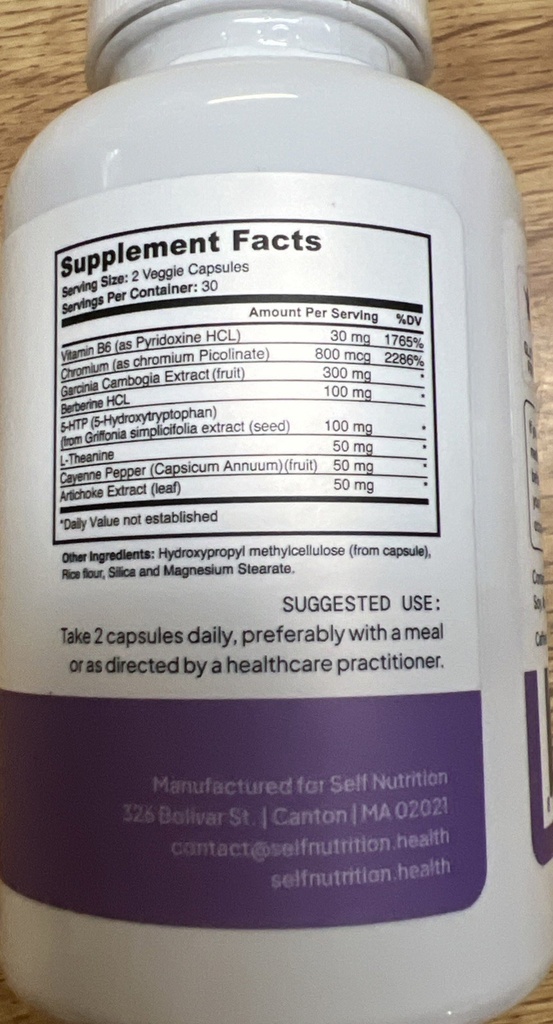 Supplement Facts
Serving Size: 2 Veggie Capsules
Servings Per Container: 30
Amount Per Serving %DV
Vitamin B6 (as Pyridoxine HCL) 30 mg 1765%
Chromium (as chromium Picolinate) 800 mcg 2286%
Garcinia Cambogia Extract (fruit) 300 mg *
Berberine HCL 100 mg *
5-HTP (5-Hydroxytryptophan)
(from Griffonia simplicifolia extract (seed) 100 mg *
L-Theanine 50 mg *
Cayenne Pepper (Capsicum Annuum)(fruit) 50 mg *
Artichoke Extract (leaf) 50 mg *
*Daily Value not established
Other Ingredients: Hydroxypropyl methylcellulose (from capsule),
Rice flour, Silica and Magnesium Stearate.
SUGGESTED USE:
Take 2 capsules daily, preferably with a meal
or as directed by a healthcare practitioner.
Manufactured for Self Nutrition
326 Bolivar St. | Canton | MA 02021
contact@selfnutrition.health
selfnutrition.health